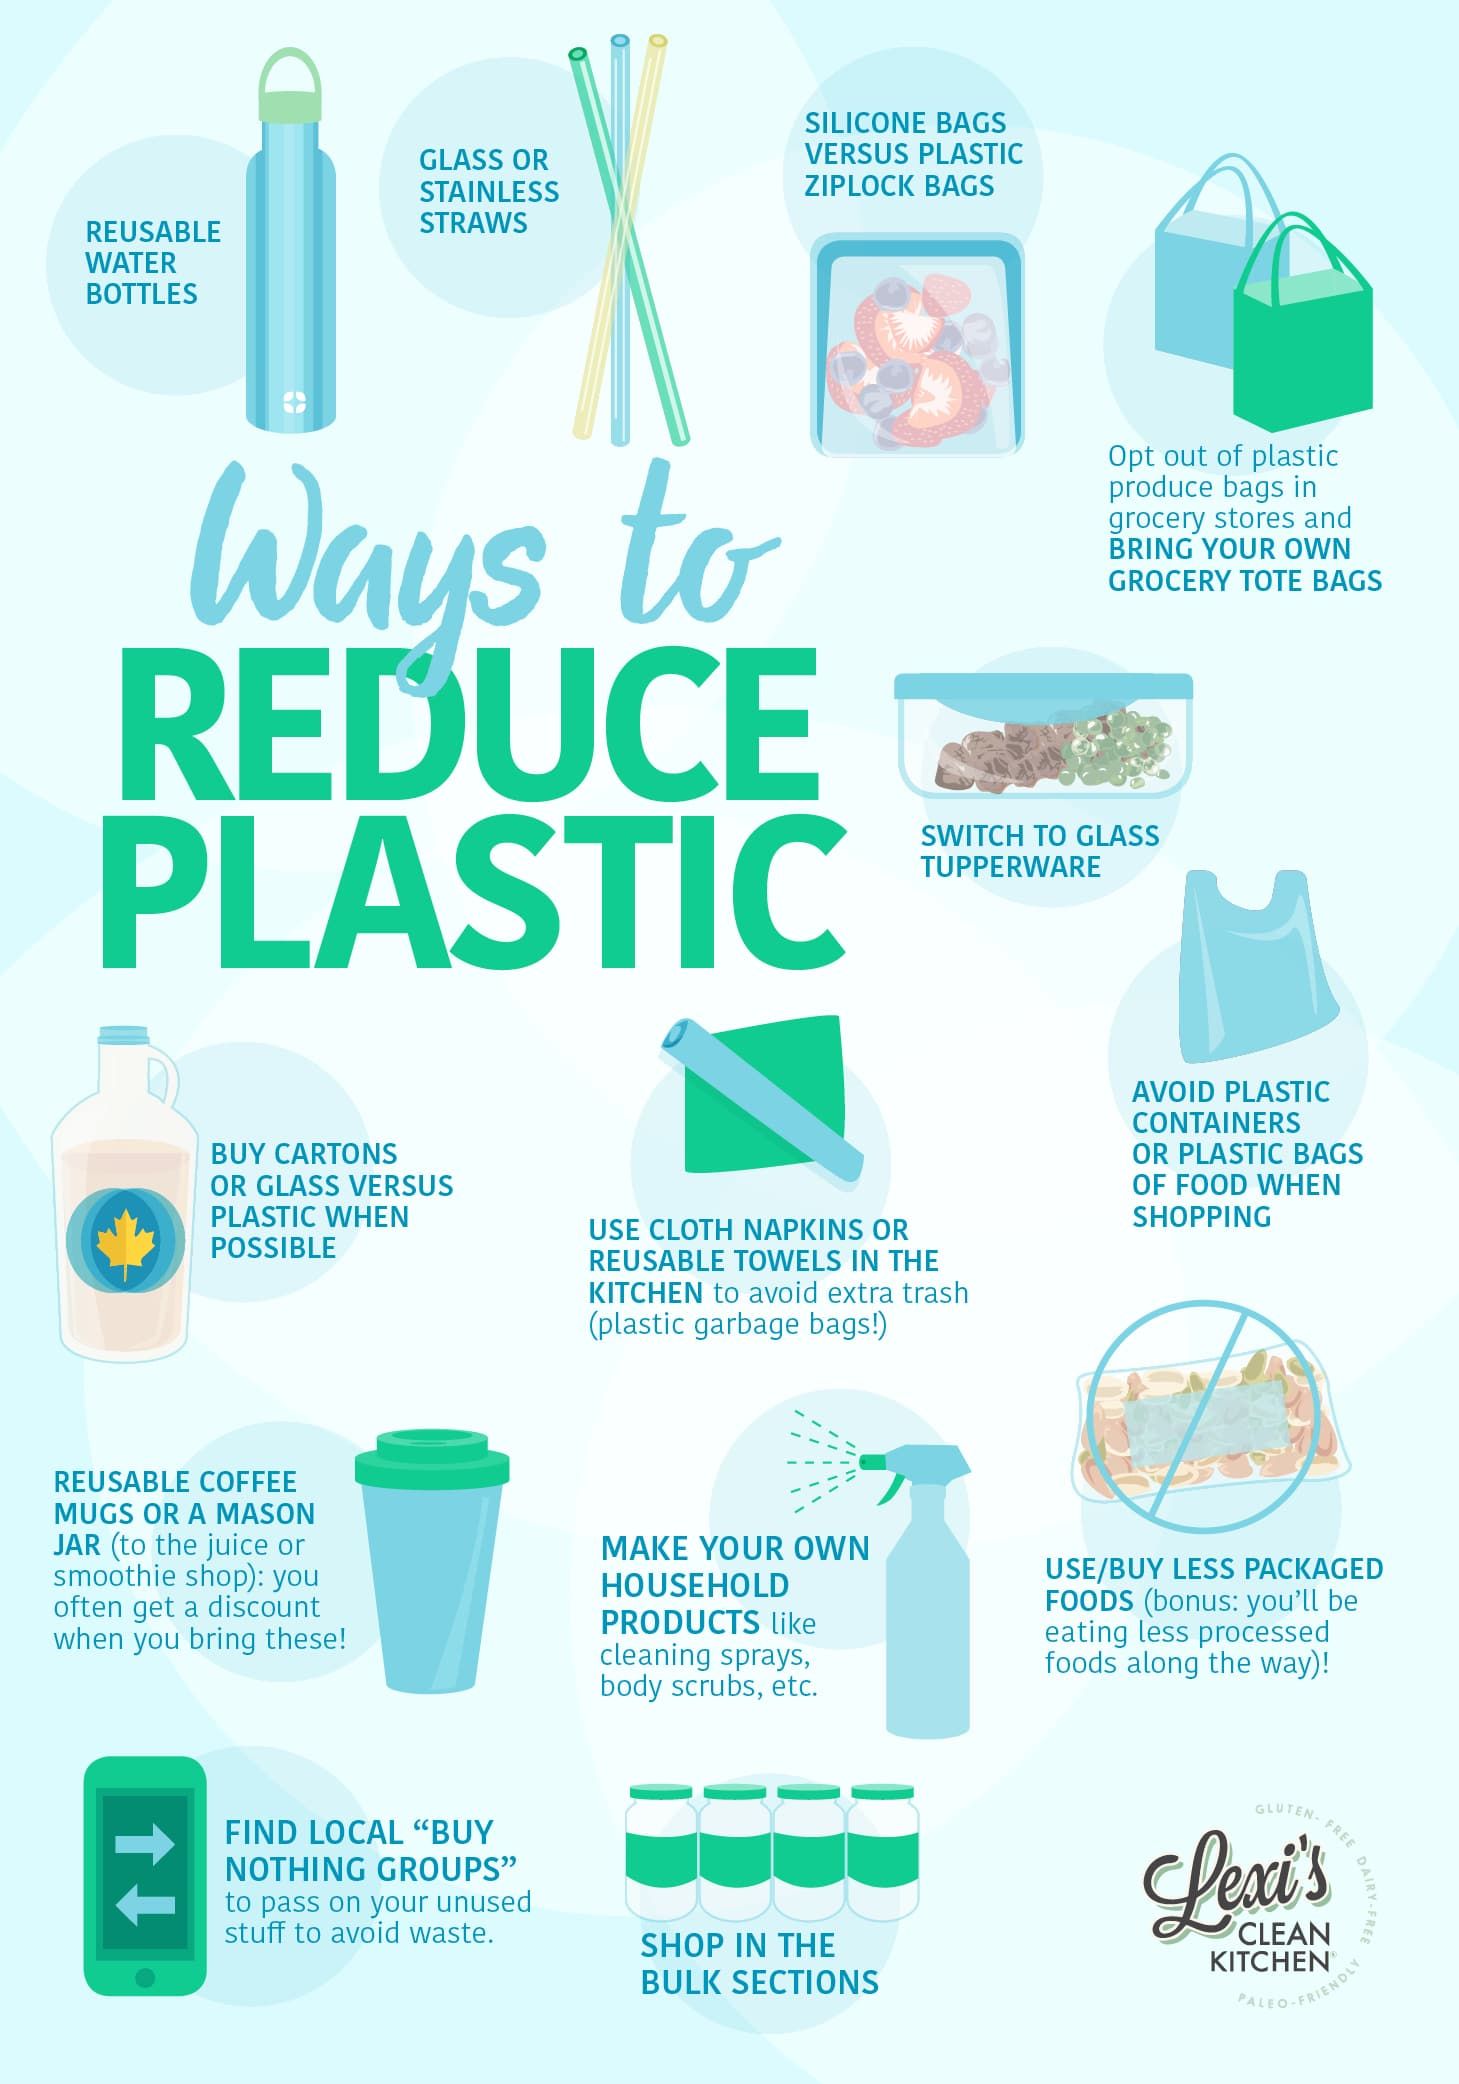 REUSABLE
WATER
BOTTLES
GLASS OR
STAINLESS
STRAWS
SILICONE BAGS
VERSUS PLASTIC
ZIPLOCK BAGS
Opt out of plastic
produce bags in
grocery stores and
BRING YOUR OWN
GROCERY TOTE BAGS
Ways to
REDUCE
PLASTIC
SWITCH TO GLASS
TUPPERWARE
AVOID PLASTIC
CONTAINERS
OR PLASTIC BAGS
OF FOOD WHEN
SHOPPING
BUY CARTONS
OR GLASS VERSUS
PLASTIC WHEN
POSSIBLE
USE CLOTH NAPKINS OR
REUSABLE TOWELS IN THE
KITCHEN to avoid extra trash
(plastic garbage bags!)
REUSABLE COFFEE
MUGS OR A MASON
JAR (to the juice or
smoothie shop): you
often get a discount
when you bring these!
MAKE YOUR OWN
HOUSEHOLD
PRODUCTS like
cleaning sprays,
body scrubs, etc.
USE/BUY LESS PACKAGED
FOODS (bonus: you’ll be
eating less processed
foods along the way)!
FIND LOCAL “BUY
NOTHING GROUPS”
to pass on your unused
stuff to avoid waste.
SHOP IN THE
BULK SECTIONS
GLUTEN-FREE DAIRY-FREE
PALEO-FRIENDLY
Lexi's
CLEAN
KITCHEN®